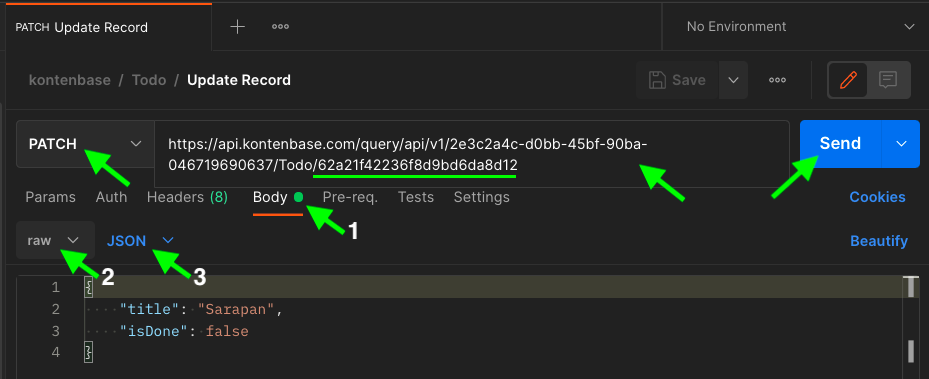 PATCH Update Record
No Environment
kontenbase / Todo / Update Record
Save
PATCH
https://api.kontenbase.com/query/api/v1/2e3c2a4c-d0bb-45bf-90ba-
046719690637/Todo/62a21f42236f8d9bd6da8d12
Send
Params Auth Headers (8) Body Pre-req. Tests Settings Cookies
1
raw JSON Beautify
2 3
1 {
2 "title": "Sarapan",
3 "isDone": false
4 }